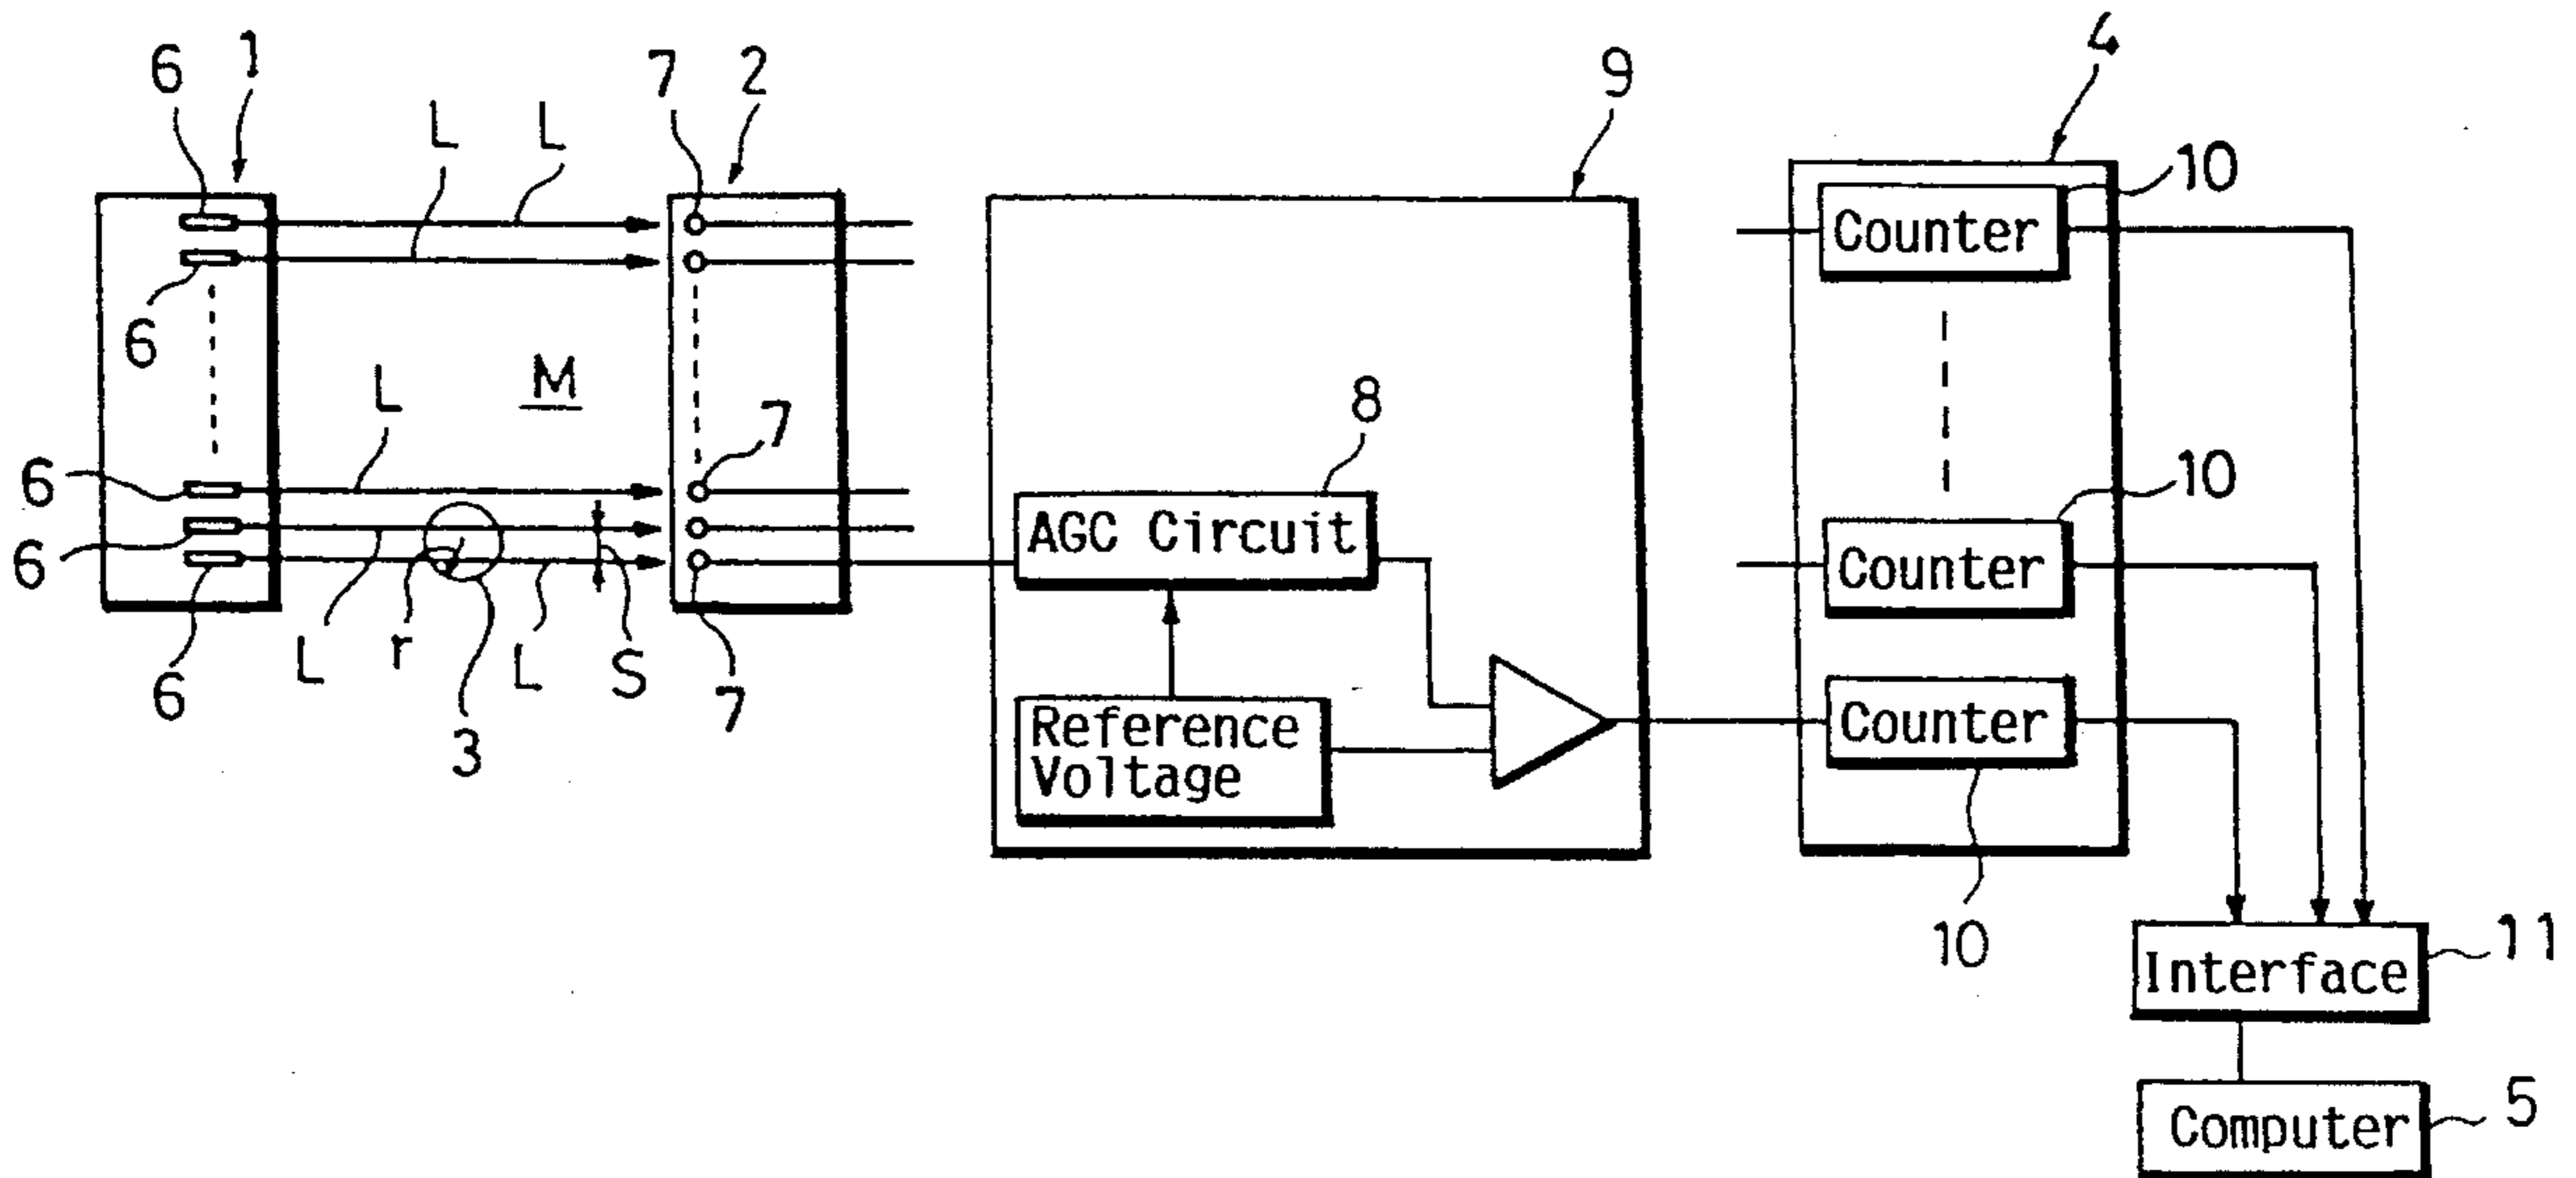 6 1 L L 7 2 9 4
10
Counter
6
M
L
7
8
10
6
AGC Circuit
Counter
6
L r L S
6 3 7
Reference
Voltage
Counter
10
11
Interface
5
Computer